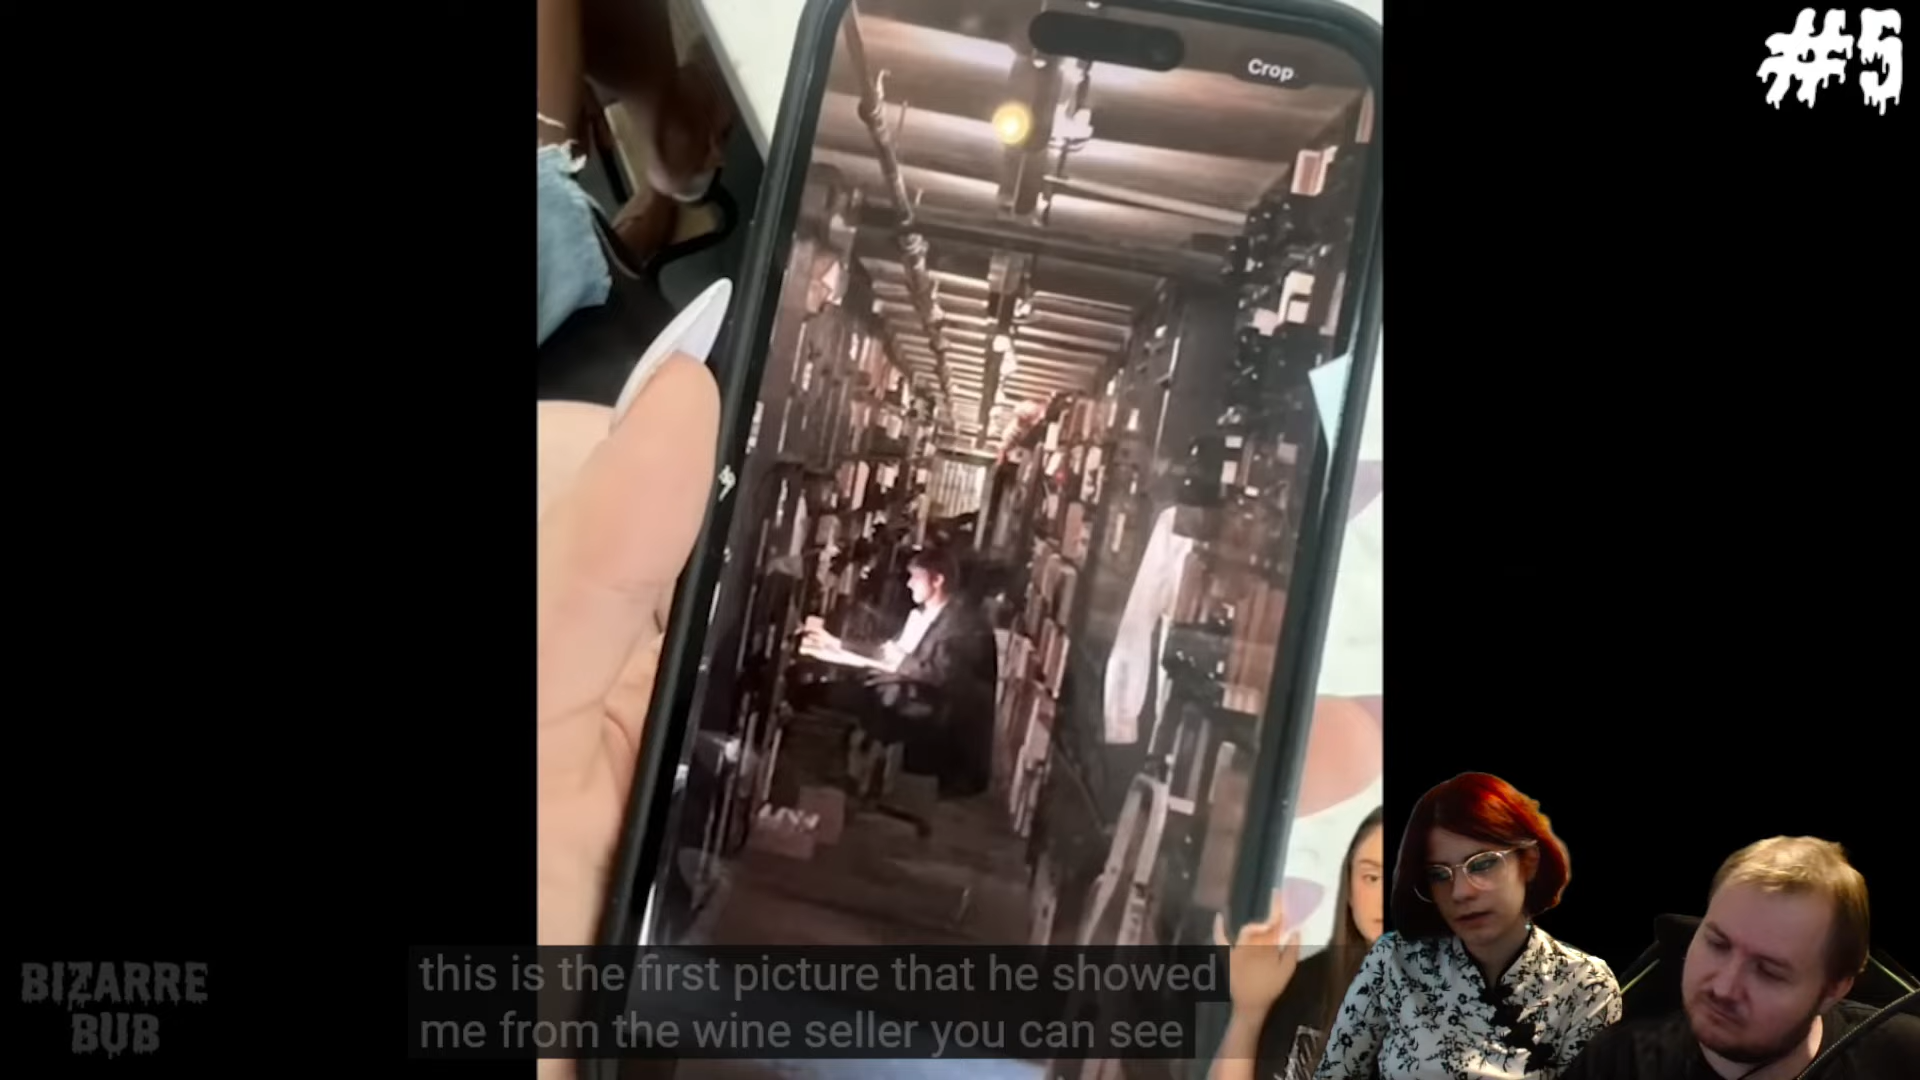 #5
Crop
this is the first picture that he showed
me from the wine seller you can see
BIZARRE
BUB